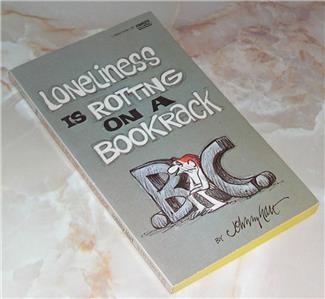 LONELINESS
IS ROTTING
ON A
BOOKRACK
B.C.
BY Johnny Hart